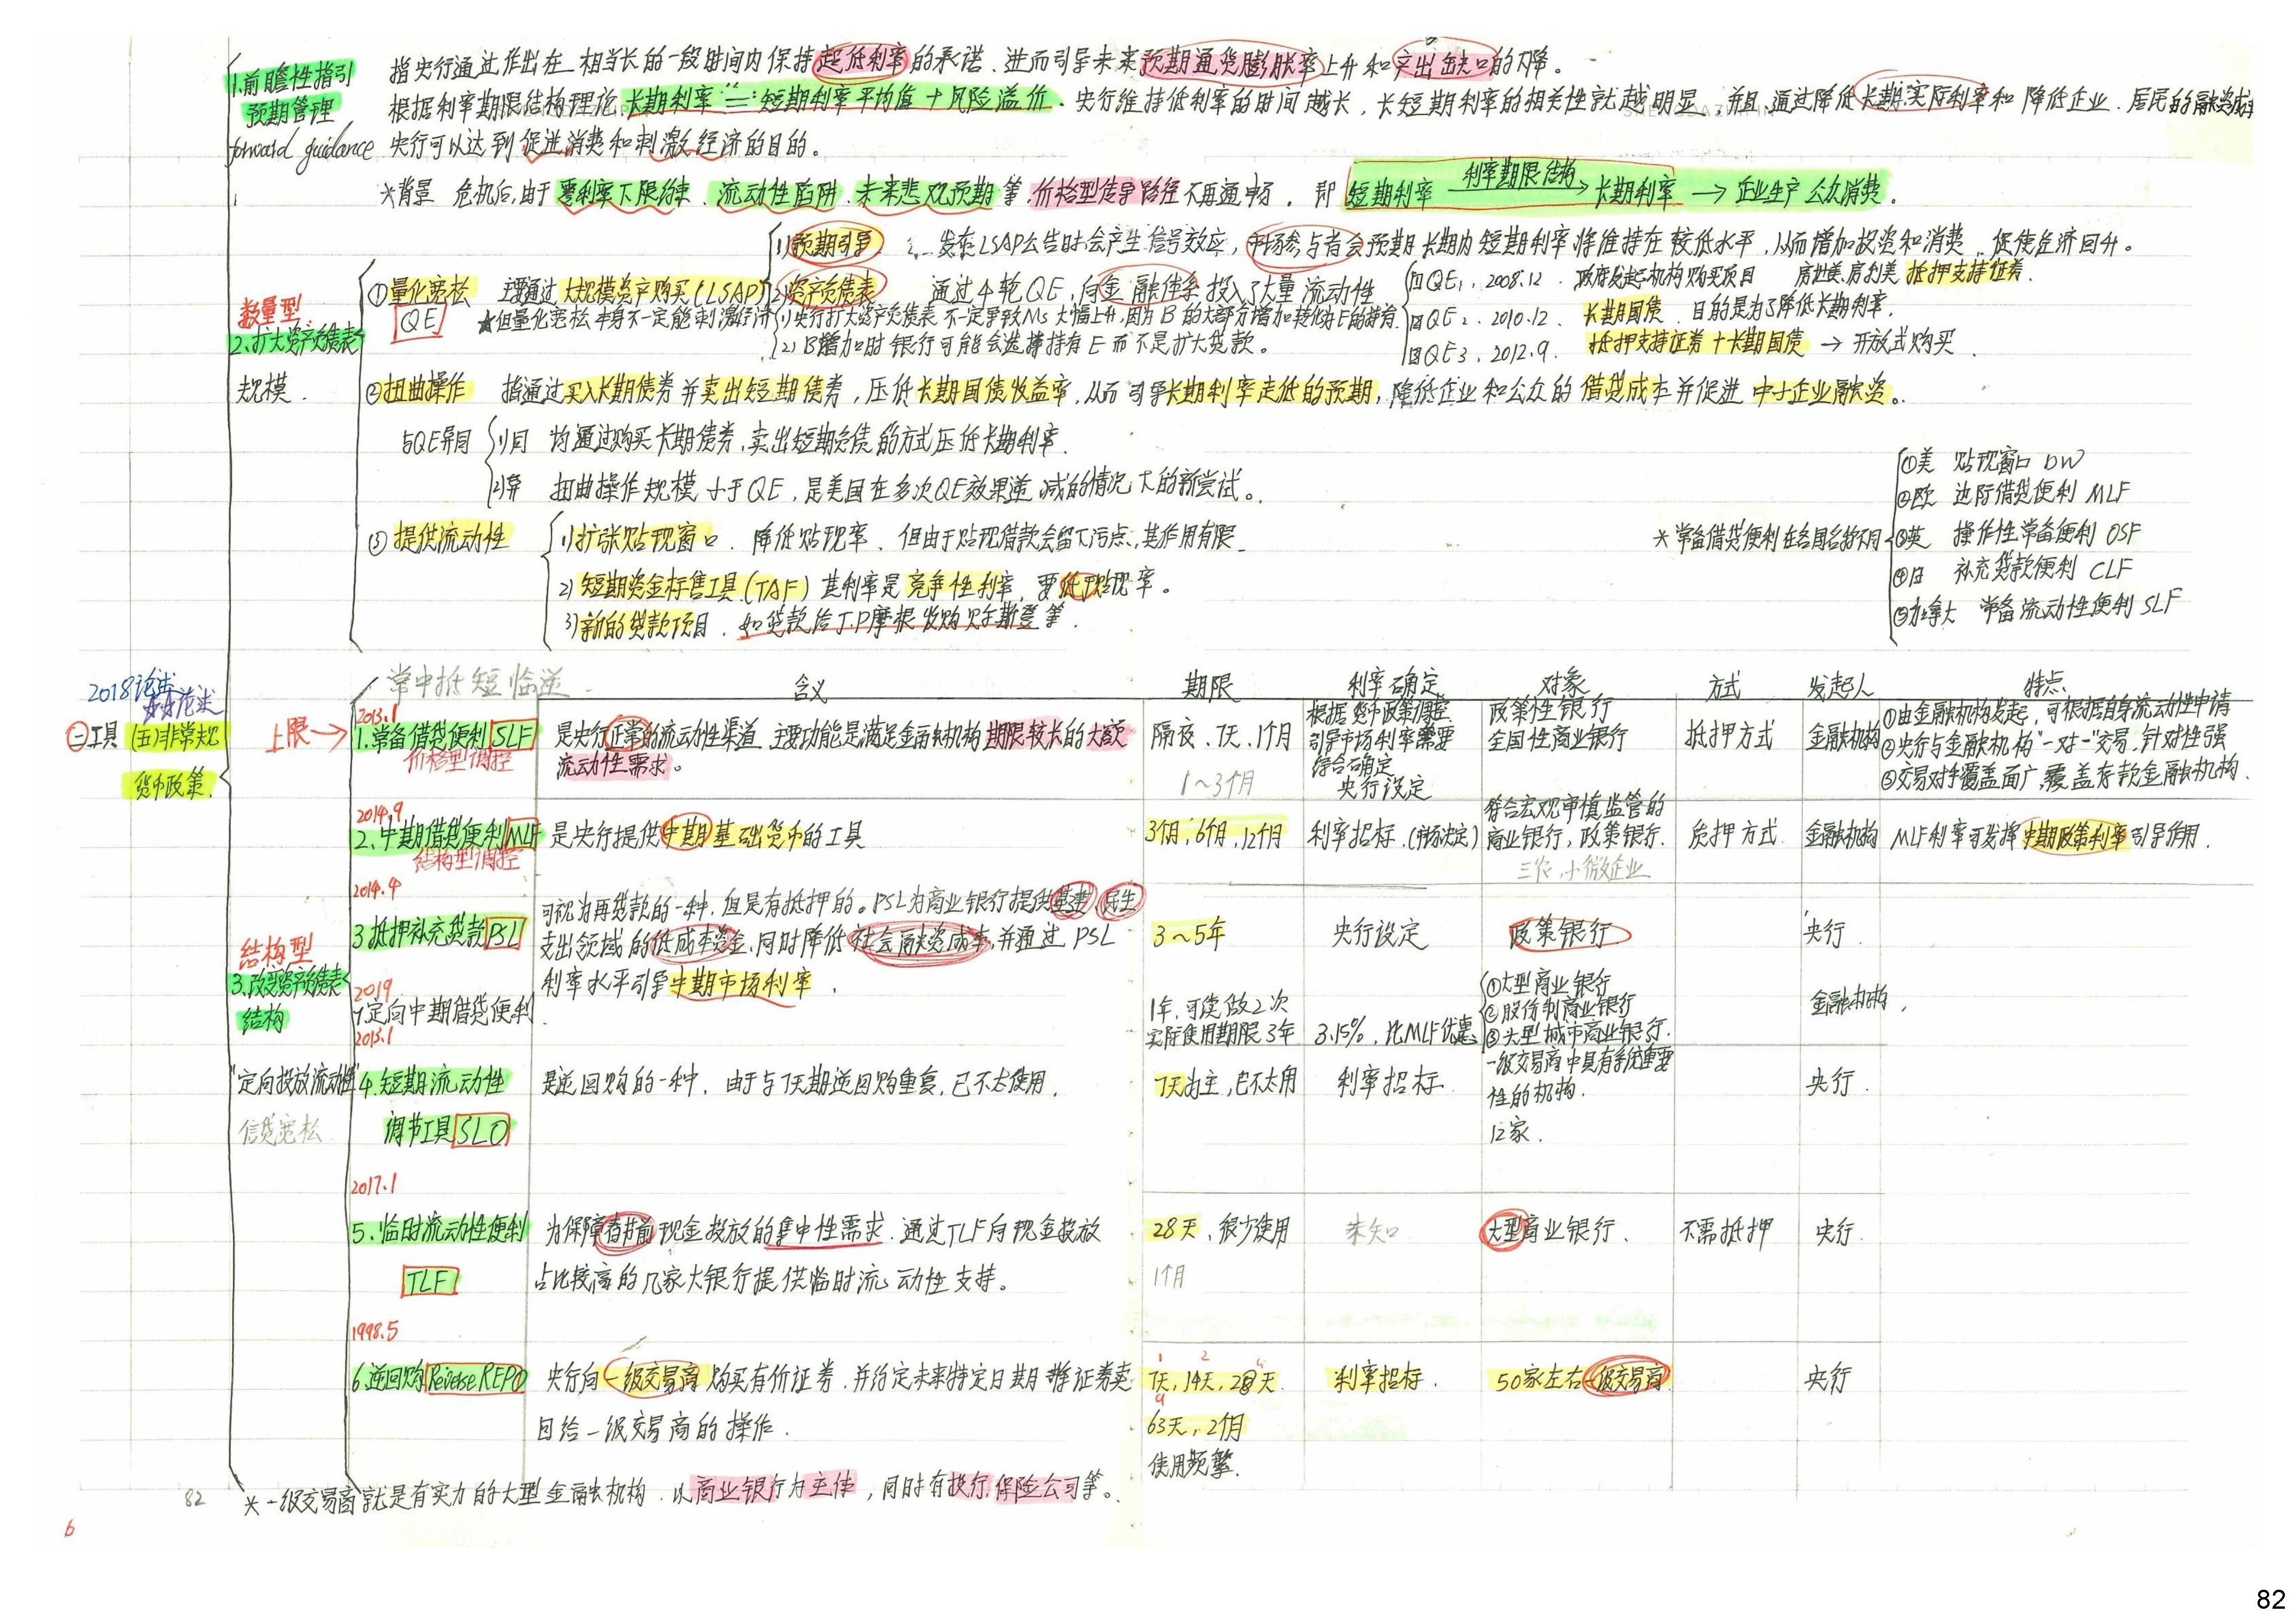 1.前瞻性指引 指央行通过作出在相当长的一段时间内保持超低利率的承诺、进而引导未来预期通货膨胀率上升和产出缺口的下降。
预期管理 根据利率期限结构理论,长期利率=短期利率平均值+风险溢价.央行维持低利率的时间越长,长短期利率的相关性就越明显.并且通过降低长期实际利率和降低企业、居民的融资成本
forward guidance 央行可以达到促进消费和刺激经济的目的。
*背景 危机后,由于零利率下限约束、流动性陷阱、未来悲观预期等,价格型传导路径不再通畅。即 短期利率 利率期限结构→ 长期利率 → 企业生产 公众消费.
数量型
2.扩大资产负债表
规模.
①量化宽松 QE 主要通过大规模资产购买(LSAP)
1)预期引导 发布LSAP公告时会产生信号效应,市场参与者会预期长期内短期利率将维持在较低水平,从而增加投资和消费,促使经济回升。
2)资产负债表 通过4轮QE,向金融体系投入了大量流动性
QE1, 2008.12. 政府发起机构购买项目 房地美.房利美 抵押支持证券.
QE2. 2010.12. 长期国债. 目的是为了降低长期利率.
QE3, 2012.9. 抵押支持证券+长期国债 → 开放式购买
★但量化宽松本身不一定能刺激经济
1)央行扩大资产负债表不一定导致Ms大幅上升,因为B的大部分增加转化为E的持有.
2)B增加时银行可能会选择持有E而不是扩大贷款。
②扭曲操作 指通过买入长期债券并卖出短期债券,压低长期国债收益率,从而引导长期利率走低的预期,降低企业和公众的借贷成本并促进中小企业融资。
与QE异同
1)同 均通过购买长期债券、卖出短期负债的方式压低长期利率.
2)异 扭曲操作规模小于QE,是美国在多次QE效果递减的情况下的新尝试。
③提供流动性
1)扩张贴现窗口、降低贴现率、但由于贴现借款会留下污点,其作用有限
2)短期资金标售工具(TAF)其利率是竞争性利率,要低于贴现率。
3)新的贷款项目.如贷款给J.P摩根收购贝尔斯登等.
*常备借贷便利在各国名称不同
①美 贴现窗口 DW
②欧 边际借贷便利 MLF
③英 操作性常备便利 OSF
④日 补充贷款便利 CLF
⑤加拿大 常备流动性便利 SLF
2018论述
㊀工具 (五)非常规
货币政策.
上限→
常中抵短临逆
含义 期限 利率确定 对象 方式 发起人 特点
2013.1
1.常备借贷便利 SLF
价格型调控
是央行正常的流动性渠道 主要功能是满足金融机构期限较长的大额
流动性需求。
隔夜、7天、1个月
1~3个月
根据货币政策调控.
引导市场利率需要
综合确定
央行设定
政策性银行
全国性商业银行
抵押方式
金融机构
①由金融机构发起,可根据自身流动性申请
②央行与金融机构"一对一"交易,针对性强
③交易对手覆盖面广,覆盖存款金融机构.
2014.9
2.中期借贷便利 MLF
结构型调控
是央行提供中期基础货币的工具
3个月,6个月,12个月
利率招标.(市场决定)
符合宏观审慎监管的
商业银行,政策银行.
三农,小微企业
质押方式.
金融机构
MLF利率可发挥中期政策利率引导作用.
2014.4
3 抵押补充贷款 PSL
可视为再贷款的一种,但是有抵押的。PSL为商业银行提供基建 民生
支出领域的低成本资金.同时降低社会融资成本,并通过PSL
利率水平引导中期市场利率.
3~5年
央行设定
政策银行
央行
结构型
3.改变资产负债表
结构
"定向投放流动性"
信贷宽松
2019
定向中期借贷便利
1年,可续做2次
实际使用期限3年
3.15%,比MLF优惠
①大型商业银行
②股份制商业银行
③大型城市商业银行.
金融机构.
2013.1
4.短期流动性
调节工具 SLO
是逆回购的一种,由于与7天期逆回购重复,已不太使用.
7天为主,已不太用
利率招标.
一级交易商中具有系统重要
性的机构.
12家.
央行.
2017.1
5.临时流动性便利
TLF
为保障春节前现金投放的集中性需求.通过TLF向现金投放
占比较高的几家大银行提供临时流动性支持。
28天,很少使用
1个月
未知
大型商业银行.
不需抵押
央行.
1998.5
6.逆回购 Reverse REPO
央行向一级交易商购买有价证券,并约定未来特定日期将证券卖
回给一级交易商的操作.
7天,14天,28天.
63天,2个月
使用频繁.
利率招标.
50家左右一级交易商
央行
82 *一级交易商就是有实力的大型金融机构.以商业银行为主体,同时有投行,保险公司等。
6
82